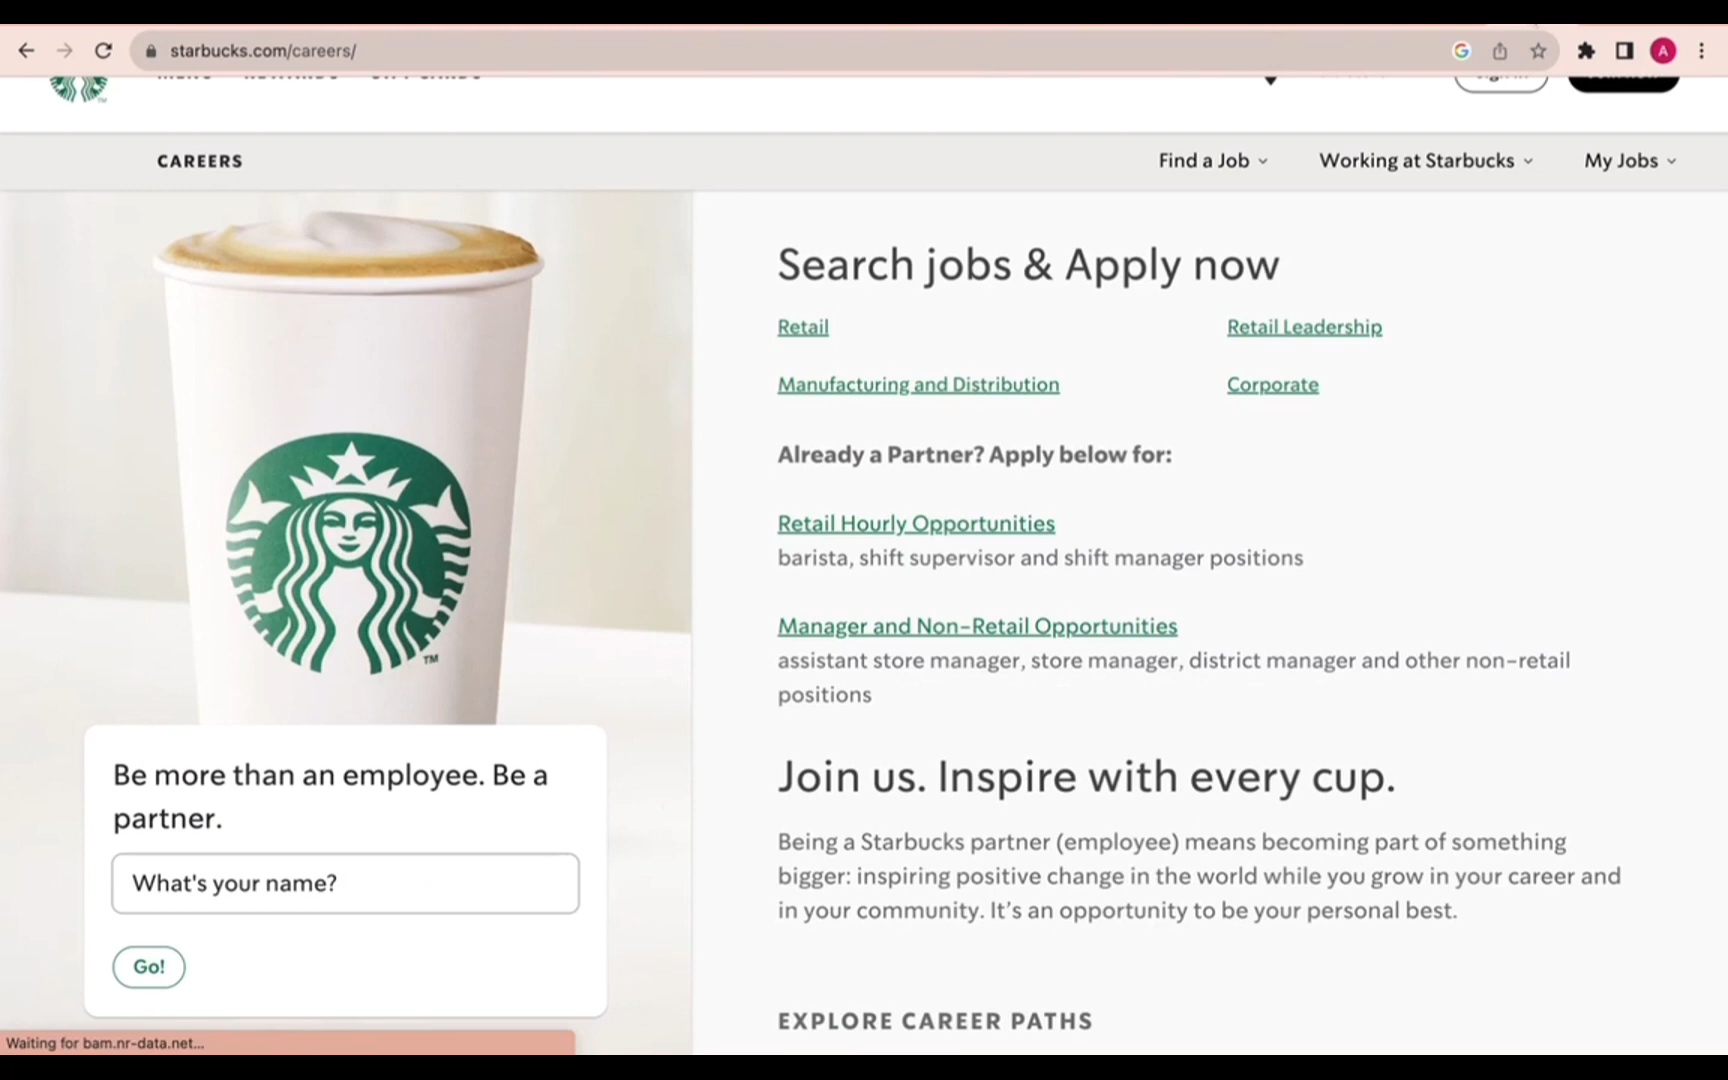 starbucks.com/careers/
A
CAREERS
Find a Job
Working at Starbucks
My Jobs
Search jobs & Apply now
Retail
Retail Leadership
Manufacturing and Distribution
Corporate
Already a Partner? Apply below for:
Retail Hourly Opportunities
barista, shift supervisor and shift manager positions
Manager and Non-Retail Opportunities
assistant store manager, store manager, district manager and other non-retail
positions
TM
Be more than an employee. Be a
partner.
What's your name?
Go!
Join us. Inspire with every cup.
Being a Starbucks partner (employee) means becoming part of something
bigger: inspiring positive change in the world while you grow in your career and
in your community. It’s an opportunity to be your personal best.
EXPLORE CAREER PATHS
Waiting for bam.nr-data.net...